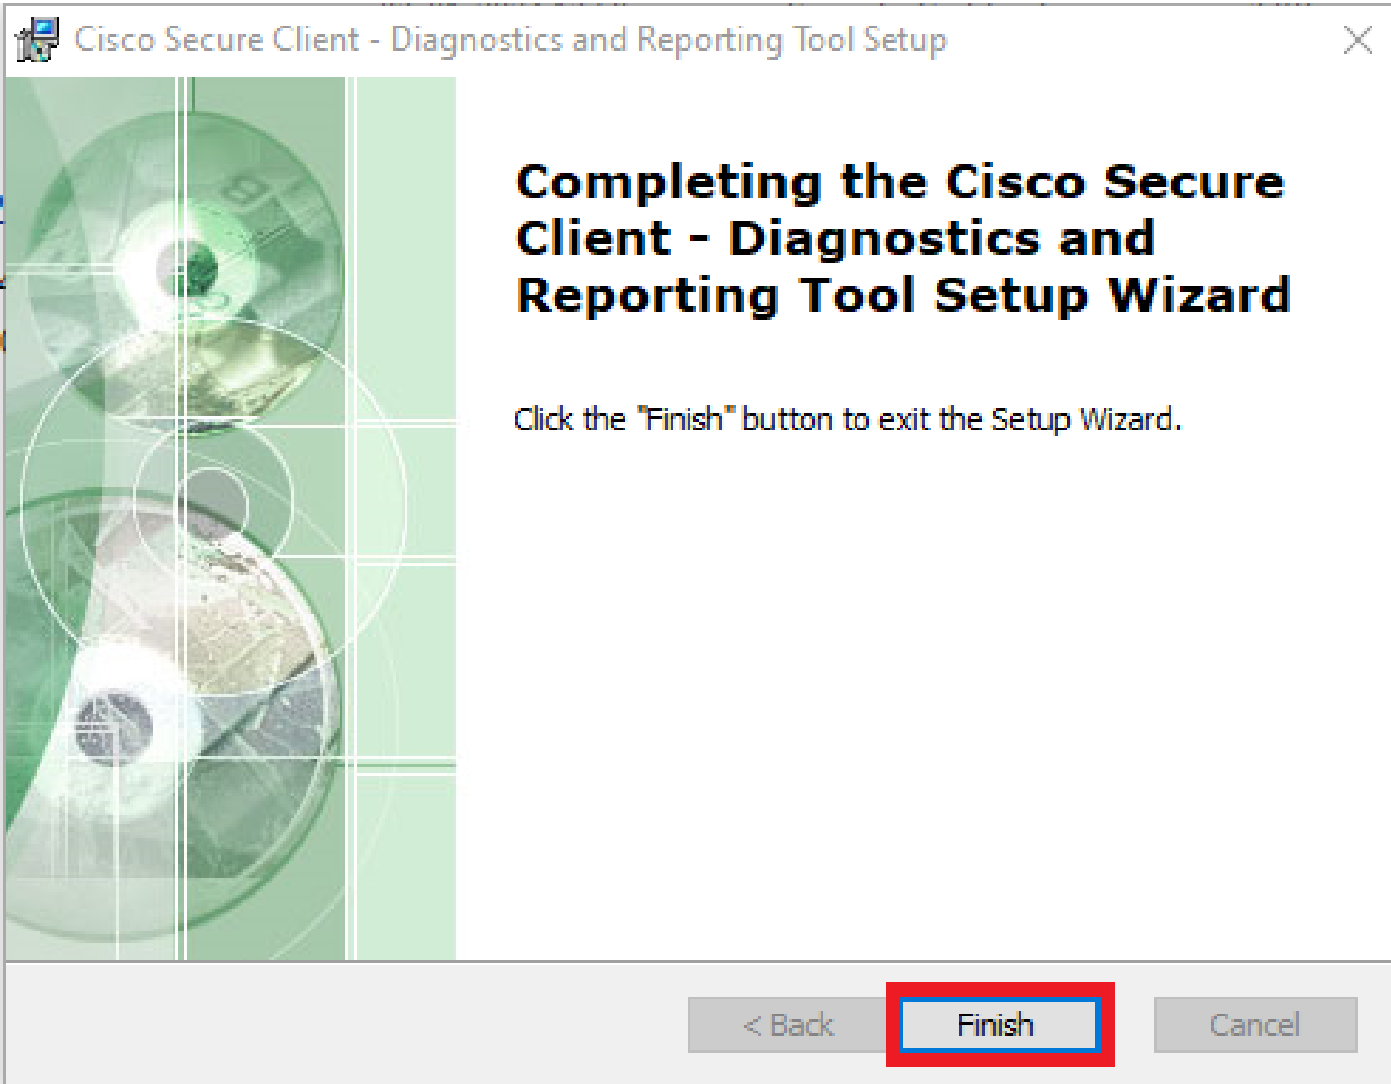 Cisco Secure Client - Diagnostics and Reporting Tool Setup
Completing the Cisco Secure
Client - Diagnostics and
Reporting Tool Setup Wizard
Click the "Finish" button to exit the Setup Wizard.
< Back
Finish
Cancel